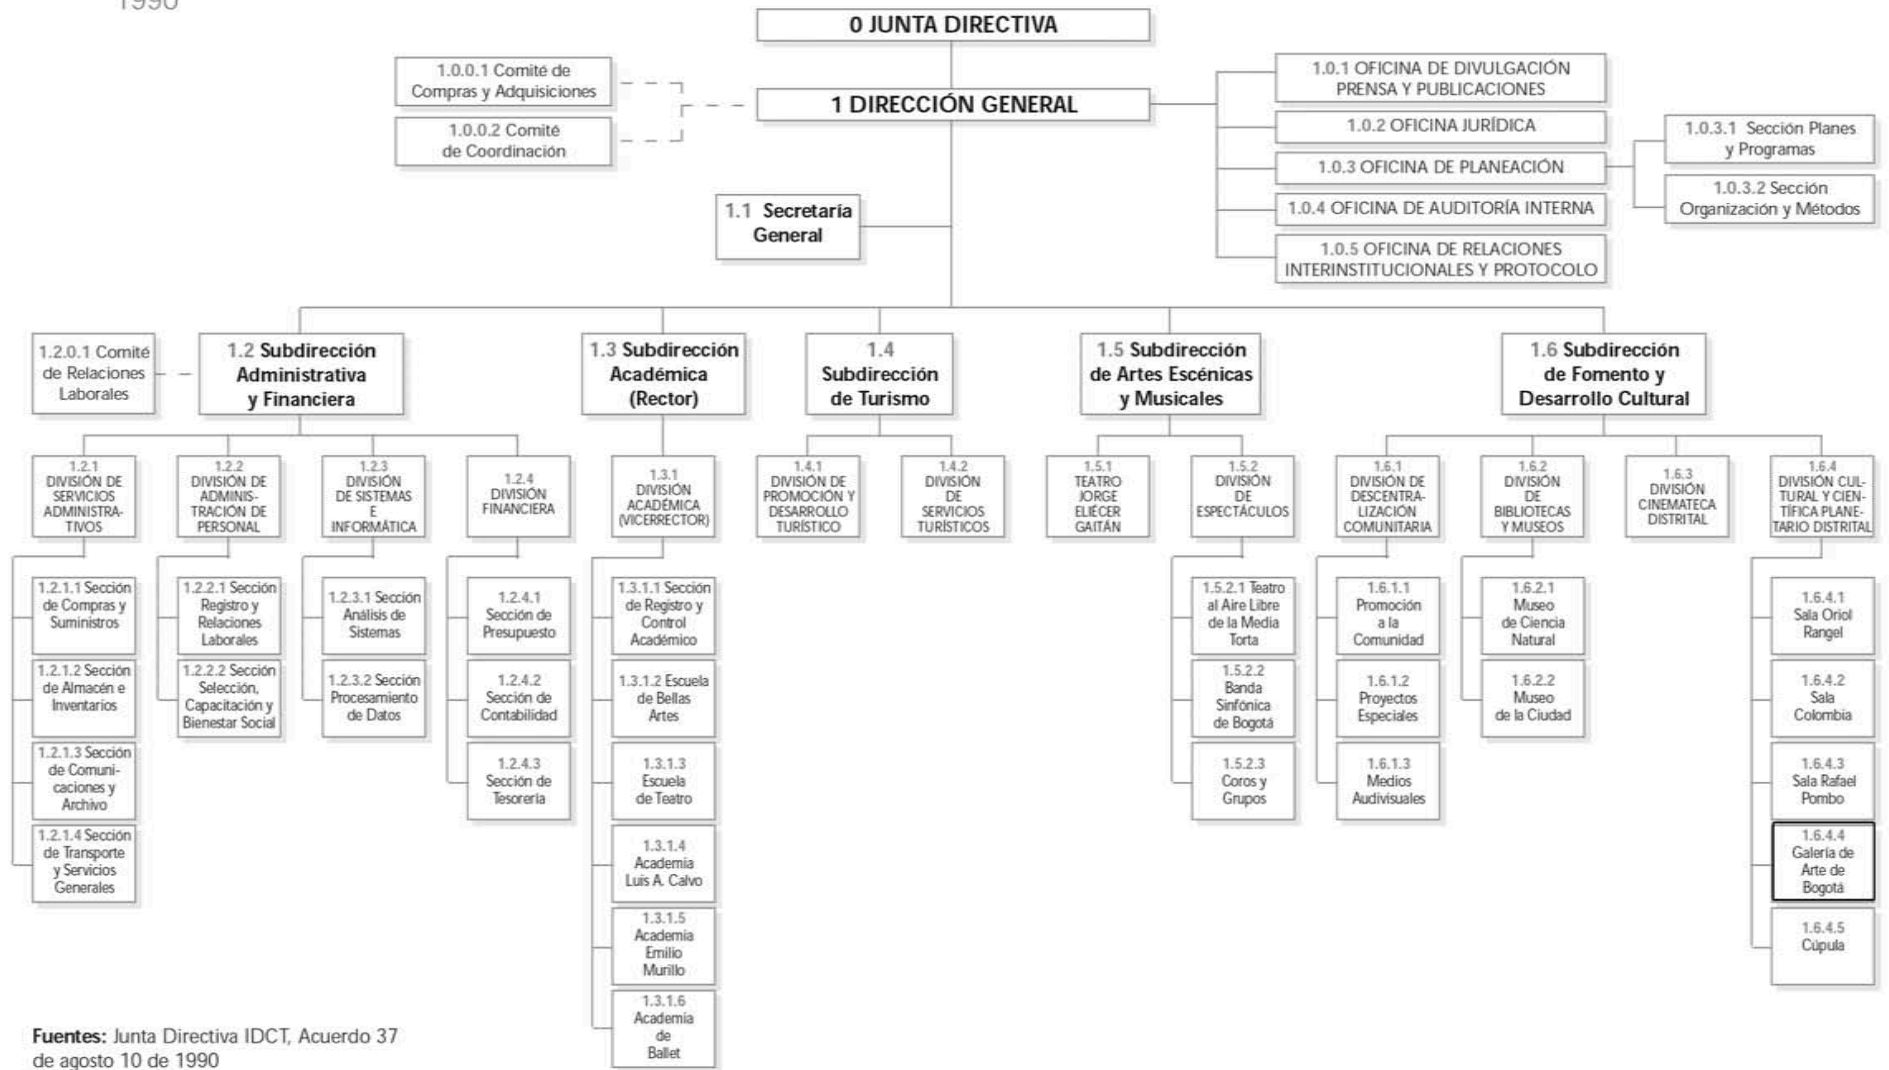 1990
0 JUNTA DIRECTIVA
1.0.0.1 Comité de
Compras y Adquisiciones
1.0.0.2 Comité
de Coordinación
1 DIRECCIÓN GENERAL
1.0.1 OFICINA DE DIVULGACIÓN
PRENSA Y PUBLICACIONES
1.0.2 OFICINA JURÍDICA
1.0.3 OFICINA DE PLANEACIÓN
1.0.3.1 Sección Planes
y Programas
1.0.3.2 Sección
Organización y Métodos
1.0.4 OFICINA DE AUDITORÍA INTERNA
1.0.5 OFICINA DE RELACIONES
INTERINSTITUCIONALES Y PROTOCOLO
1.1 Secretaría
General
1.2.0.1 Comité
de Relaciones
Laborales
1.2 Subdirección
Administrativa
y Financiera
1.3 Subdirección
Académica
(Rector)
1.4
Subdirección
de Turismo
1.5 Subdirección
de Artes Escénicas
y Musicales
1.6 Subdirección
de Fomento y
Desarrollo Cultural
1.2.1
DIVISIÓN DE
SERVICIOS
ADMINISTRA-
TIVOS
1.2.2
DIVISIÓN DE
ADMINIS-
TRACIÓN DE
PERSONAL
1.2.3
DIVISIÓN
DE SISTEMAS
E
INFORMÁTICA
1.2.4
DIVISIÓN
FINANCIERA
1.3.1
DIVISIÓN
ACADÉMICA
(VICERRECTOR)
1.4.1
DIVISIÓN DE
PROMOCIÓN Y
DESARROLLO
TURÍSTICO
1.4.2
DIVISIÓN
DE
SERVICIOS
TURÍSTICOS
1.5.1
TEATRO
JORGE
ELIÉCER
GAITÁN
1.5.2
DIVISIÓN
DE
ESPECTÁCULOS
1.6.1
DIVISIÓN DE
DESCENTRA-
LIZACIÓN
COMUNITARIA
1.6.2
DIVISIÓN
DE
BIBLIOTECAS
Y MUSEOS
1.6.3
DIVISIÓN
CINEMATECA
DISTRITAL
1.6.4
DIVISIÓN CUL-
TURAL Y CIEN-
TÍFICA PLANE-
TARIO DISTRITAL
1.2.1.1 Sección
de Compras y
Suministros
1.2.1.2 Sección
de Almacén e
Inventarios
1.2.1.3 Sección
de Comuni-
caciones y
Archivo
1.2.1.4 Sección
de Transporte
y Servicios
Generales
1.2.2.1 Sección
Registro y
Relaciones
Laborales
1.2.2.2 Sección
Selección,
Capacitación y
Bienestar Social
1.2.3.1 Sección
Análisis de
Sistemas
1.2.3.2 Sección
Procesamiento
de Datos
1.2.4.1
Sección de
Presupuesto
1.2.4.2
Sección de
Contabilidad
1.2.4.3
Sección de
Tesorería
1.3.1.1 Sección
de Registro y
Control
Académico
1.3.1.2 Escuela
de Bellas
Artes
1.3.1.3
Escuela
de Teatro
1.3.1.4
Academia
Luis A. Calvo
1.3.1.5
Academia
Emilio
Murillo
1.3.1.6
Academia
de
Ballet
1.5.2.1 Teatro
al Aire Libre
de la Media
Torta
1.5.2.2
Banda
Sinfónica
de Bogotá
1.5.2.3
Coros y
Grupos
1.6.1.1
Promoción
a la
Comunidad
1.6.1.2
Proyectos
Especiales
1.6.1.3
Medios
Audivisuales
1.6.2.1
Museo
de Ciencia
Natural
1.6.2.2
Museo
de la Ciudad
1.6.4.1
Sala Oriol
Rangel
1.6.4.2
Sala
Colombia
1.6.4.3
Sala Rafael
Pombo
1.6.4.4
Galería de
Arte de
Bogotá
1.6.4.5
Cúpula
Fuentes: Junta Directiva IDCT, Acuerdo 37
de agosto 10 de 1990